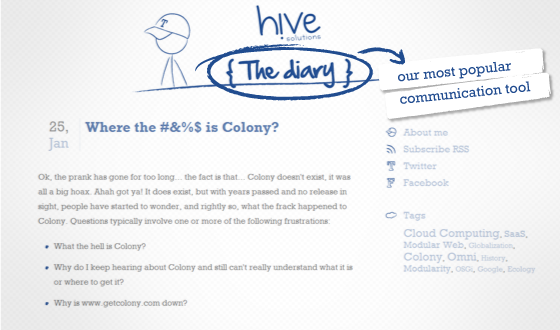 T
hive
solutions
{ The diary }
our most popular
communication tool
25,
Jan
Where the #&%$ is Colony?
Ok, the prank has gone for too long... the fact is that... Colony doesn't exist, it was
all a big hoax. Ahah got ya! It does exist, but with years passed and no release in
sight, people have started to wonder, and rightly so, what the frack happened to
Colony. Questions typically involve one or more of the following frustrations:
What the hell is Colony?
Why do I keep hearing about Colony and still can't really understand what it is
or where to get it?
Why is www.getcolony.com down?
About me
Subscribe RSS
Twitter
Facebook
Tags
Cloud Computing, SaaS,
Modular Web, Globalization,
Colony, Omni, History,
Modularity, OSGi, Google, Ecology